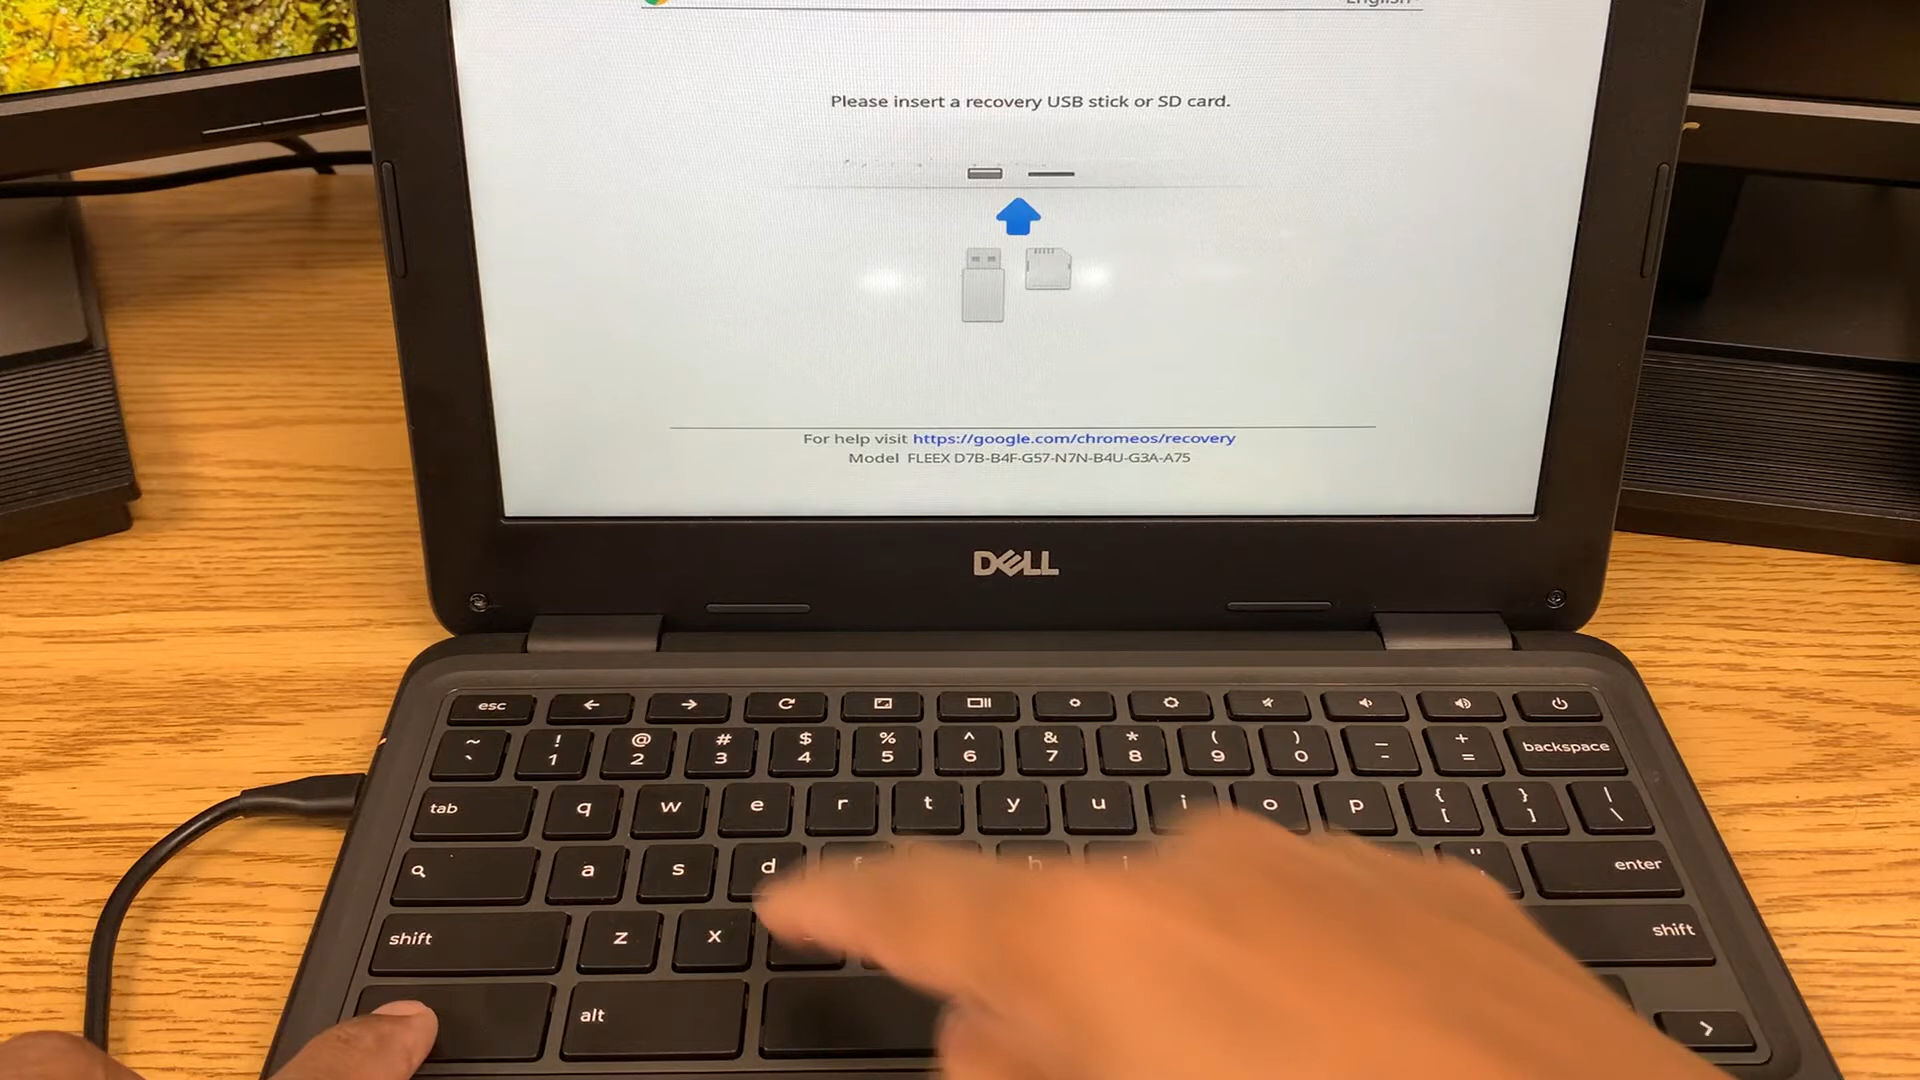 English
Please insert a recovery USB stick or SD card.
For help visit https://google.com/chromeos/recovery
Model FLEEX D7B-B4F-G57-N7N-B4U-G3A-A75
DELL
esc
~ ! @ # $ % ^ & * ( ) _ +
` 1 2 3 4 5 6 7 8 9 0 - = backspace
tab q w e r t y u i o p { [ } ] | \
a s d h enter
shift z x shift
alt